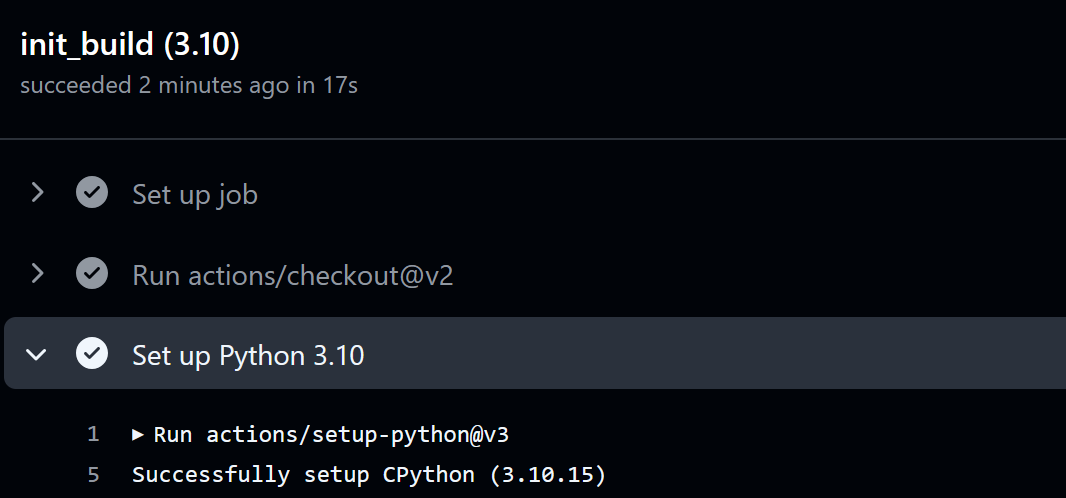 init_build (3.10)
succeeded 2 minutes ago in 17s
Set up job
Run actions/checkout@v2
Set up Python 3.10
1 ▶ Run actions/setup-python@v3
5 Successfully setup CPython (3.10.15)